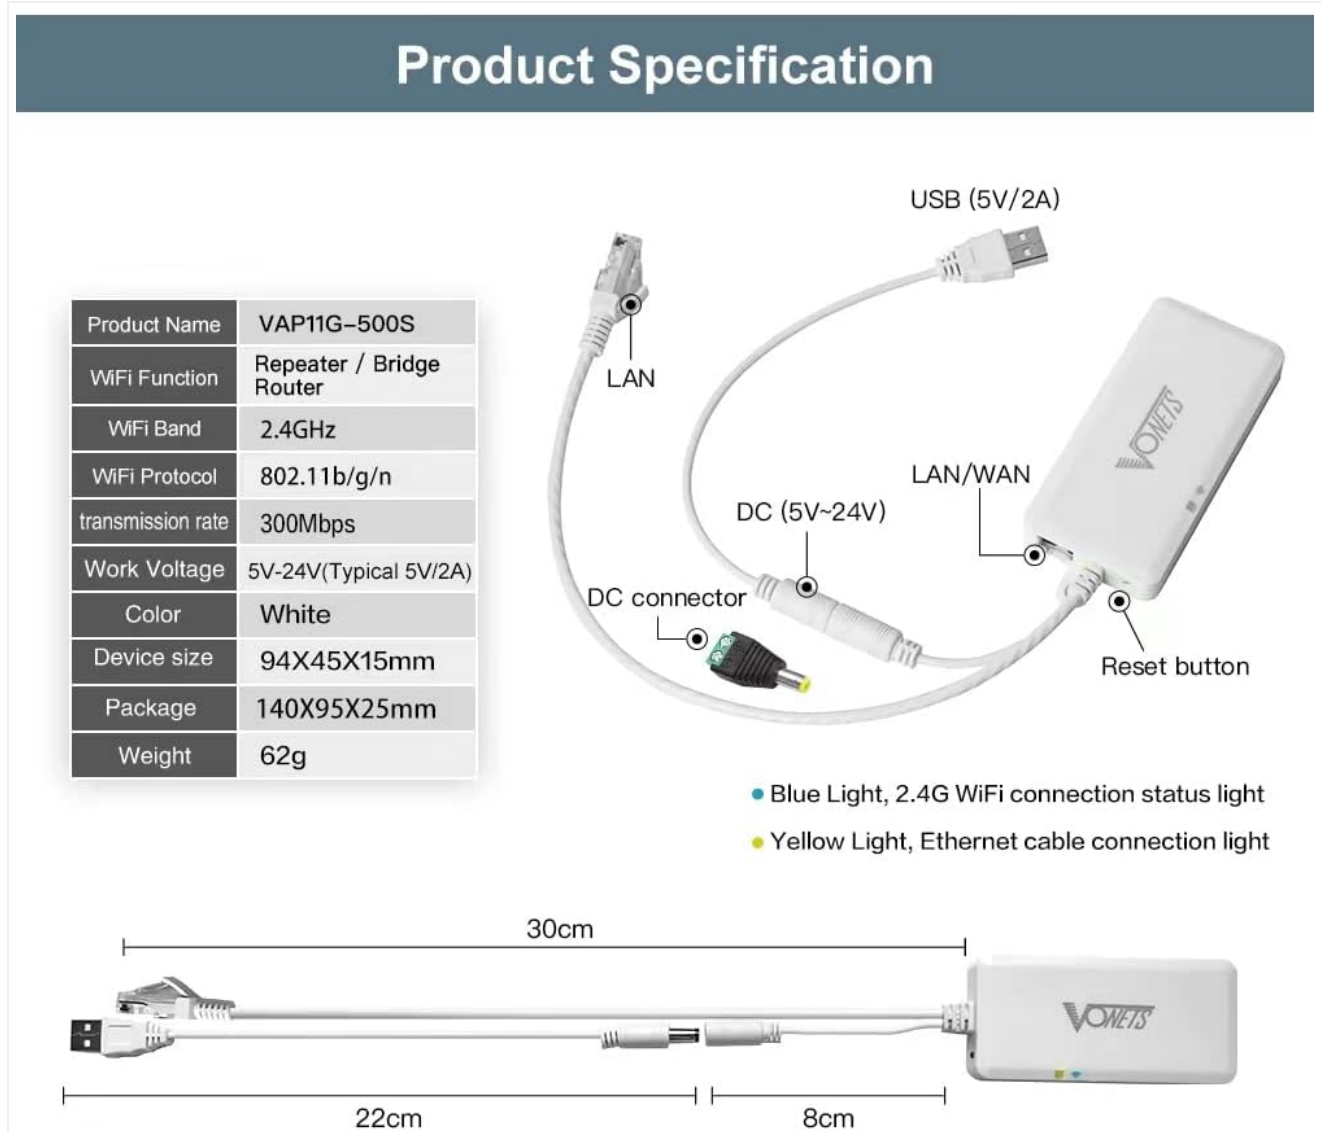 Product Specification
Product Name VAP11G-500S
WiFi Function Repeater / Bridge
Router
WiFi Band 2.4GHz
WiFi Protocol 802.11b/g/n
transmission rate 300Mbps
Work Voltage 5V-24V(Typical 5V/2A)
Color White
Device size 94X45X15mm
Package 140X95X25mm
Weight 62g
USB (5V/2A)
LAN
VONETS
LAN/WAN
DC (5V~24V)
DC connector
Reset button
Blue Light, 2.4G WiFi connection status light
Yellow Light, Ethernet cable connection light
30cm
VONETS
22cm
8cm